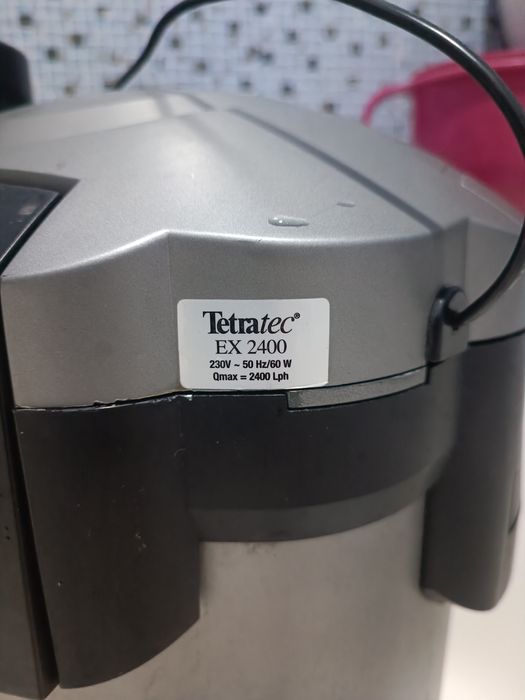 Tetratec®
EX 2400
230V ~ 50 Hz/60 W
Qmax = 2400 Lph